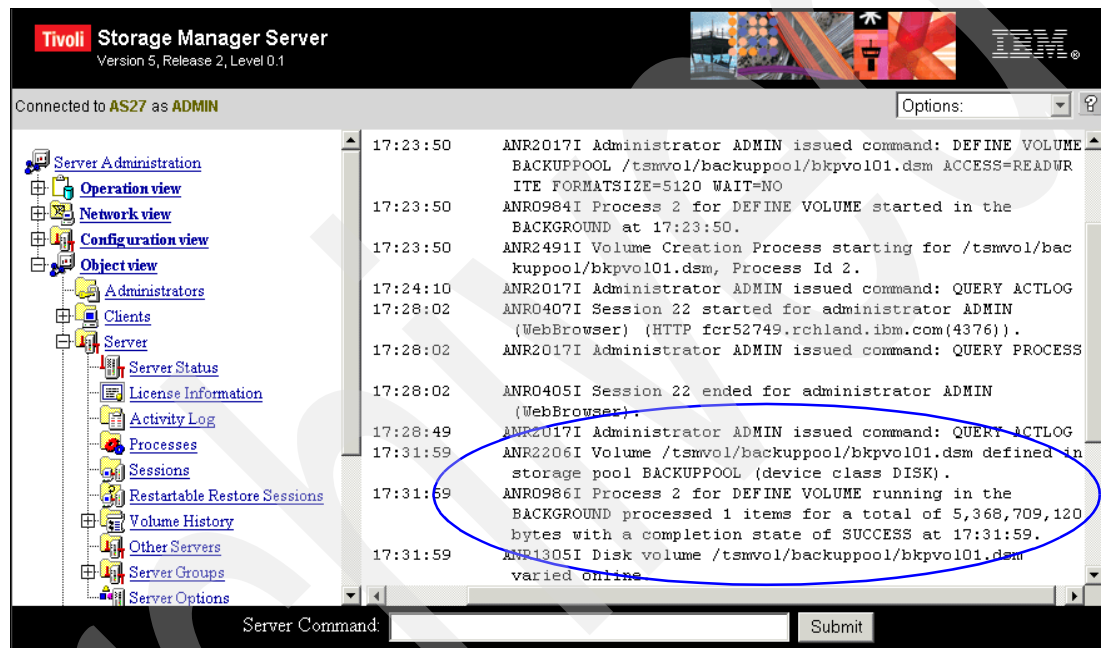 Tivoli Storage Manager Server
Version 5, Release 2, Level 0.1
IBM®
Connected to AS27 as ADMIN
Options:
?
Server Administration
Operation view
Network view
Configuration view
Object view
Administrators
Clients
Server
Server Status
License Information
Activity Log
Processes
Sessions
Restartable Restore Sessions
Volume History
Other Servers
Server Groups
Server Options
17:23:50 ANR2017I Administrator ADMIN issued command: DEFINE VOLUME
BACKUPPOOL /tsmvol/backuppool/bkpvol01.dsm ACCESS=READWR
ITE FORMATSIZE=5120 WAIT=NO
17:23:50 ANR0984I Process 2 for DEFINE VOLUME started in the
BACKGROUND at 17:23:50.
17:23:50 ANR2491I Volume Creation Process starting for /tsmvol/bac
kuppool/bkpvol01.dsm, Process Id 2.
17:24:10 ANR2017I Administrator ADMIN issued command: QUERY ACTLOG
17:28:02 ANR0407I Session 22 started for administrator ADMIN
(WebBrowser) (HTTP fcr52749.rchland.ibm.com(4376)).
17:28:02 ANR2017I Administrator ADMIN issued command: QUERY PROCESS
17:28:02 ANR0405I Session 22 ended for administrator ADMIN
(WebBrowser).
17:28:49 ANR2017I Administrator ADMIN issued command: QUERY ACTLOG
17:31:59 ANR2206I Volume /tsmvol/backuppool/bkpvol01.dsm defined in
storage pool BACKUPPOOL (device class DISK).
17:31:59 ANR0986I Process 2 for DEFINE VOLUME running in the
BACKGROUND processed 1 items for a total of 5,368,709,120
bytes with a completion state of SUCCESS at 17:31:59.
17:31:59 ANR1305I Disk volume /tsmvol/backuppool/bkpvol01.dsm
varied online.
Server Command:
Submit